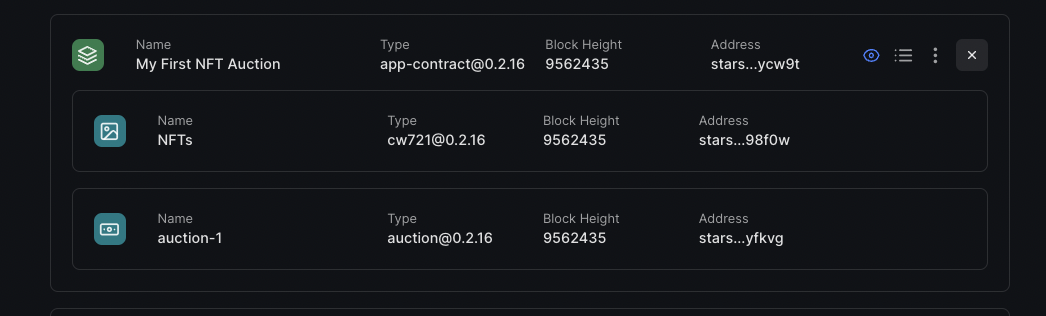 Name Type Block Height Address
My First NFT Auction app-contract@0.2.16 9562435 stars...ycw9t
Name Type Block Height Address
NFTs cw721@0.2.16 9562435 stars...98f0w
Name Type Block Height Address
auction-1 auction@0.2.16 9562435 stars...yfkvg